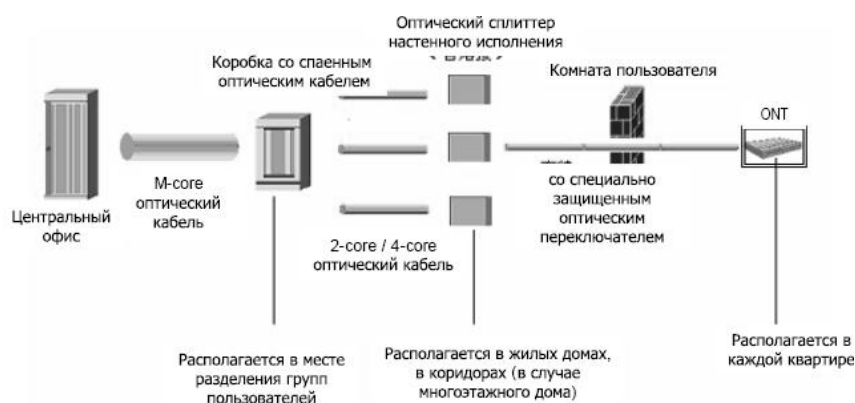 Оптический сплиттер
настенного исполнения
Коробка со спаенным
оптическим кабелем
Комната пользователя
ONT
M-core
оптический
кабель
Центральный
офис
2-core / 4-core
оптический кабель
со специально
защищенным
оптическим
переключателем
Располагается в месте
разделения групп
пользователей
Располагается в жилых домах,
в коридорах (в случае
многоэтажного дома)
Располагается в
каждой квартире